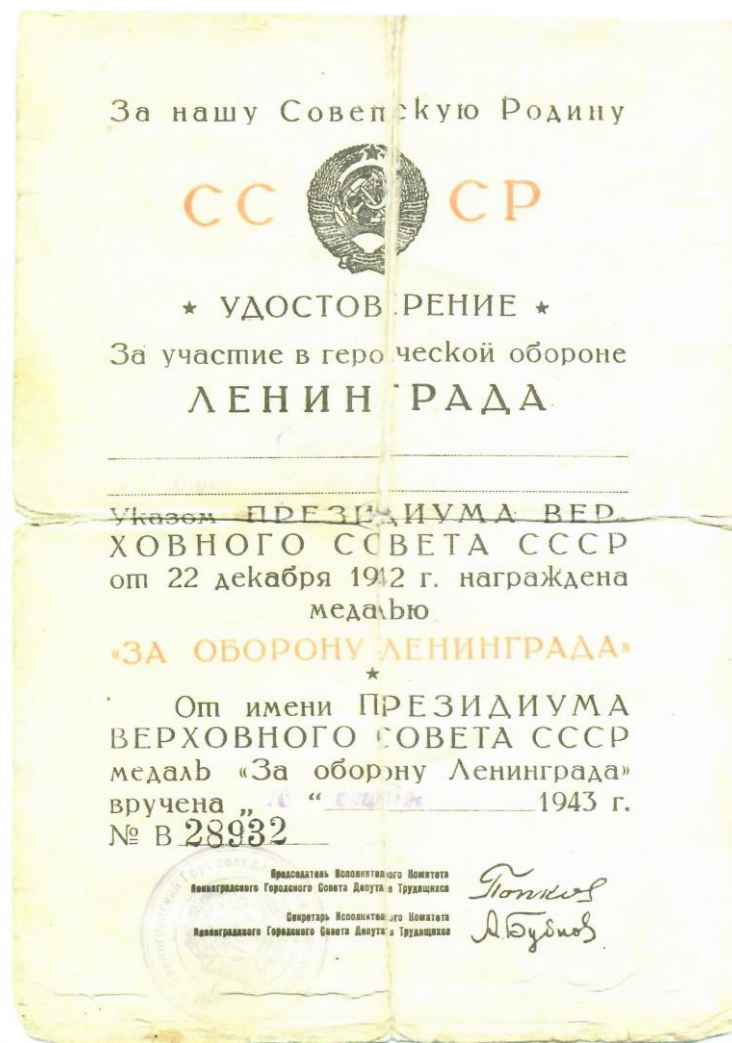 За нашу Советскую Родину
СССР
★ УДОСТОВЕРЕНИЕ ★
За участие в героической обороне
ЛЕНИНГРАДА
Указом ПРЕЗИДИУМА ВЕР-
ХОВНОГО СОВЕТА СССР
от 22 декабря 1942 г. награждена
медалью
«ЗА ОБОРОНУ ЛЕНИНГРАДА»
★
От имени ПРЕЗИДИУМА
ВЕРХОВНОГО СОВЕТА СССР
медаль «За оборону Ленинграда»
вручена „ “ 1943 г.
№ В 28932
Председатель Исполнительного Комитета
Ленинградского Городского Совета Депутатов Трудящихся
Попков
Секретарь Исполнительного Комитета
Ленинградского Городского Совета Депутатов Трудящихся
А. Бубнов